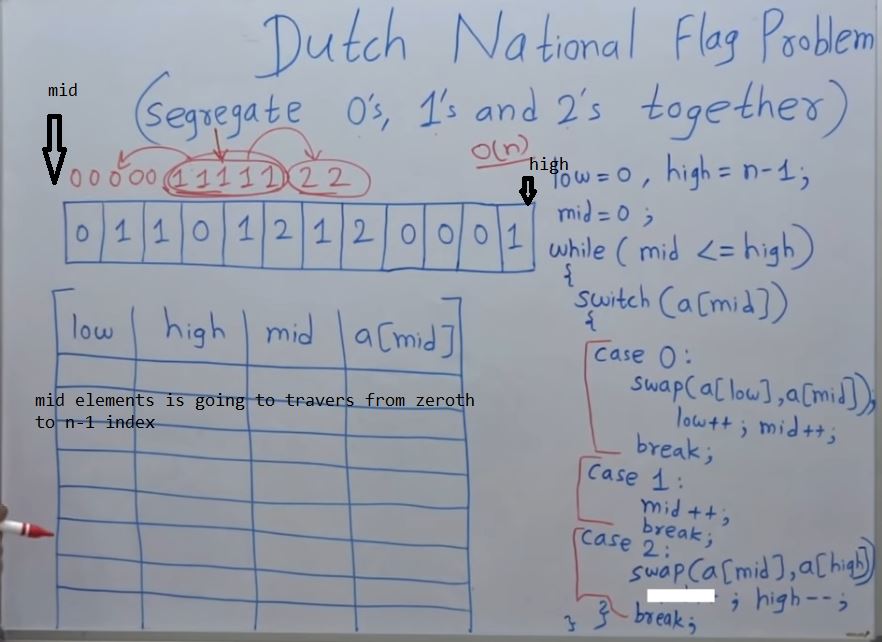 Dutch National Flag Problem
mid
(segregate 0's, 1's and 2's together)
O(n)
high
0 0 0 0 0 1 1 1 1 1 2 2
low = 0 , high = n-1;
mid = 0 ;
0 1 1 0 1 2 1 2 0 0 0 1
while ( mid <= high)
{
switch (a[mid])
{
low high mid a[mid]
case 0:
swap(a[low],a[mid]);
low++ ; mid++;
break;
mid elements is going to travers from zeroth
to n-1 index
case 1:
mid ++;
break;
case 2:
swap(a[mid],a[high])
; high--;
} } break;